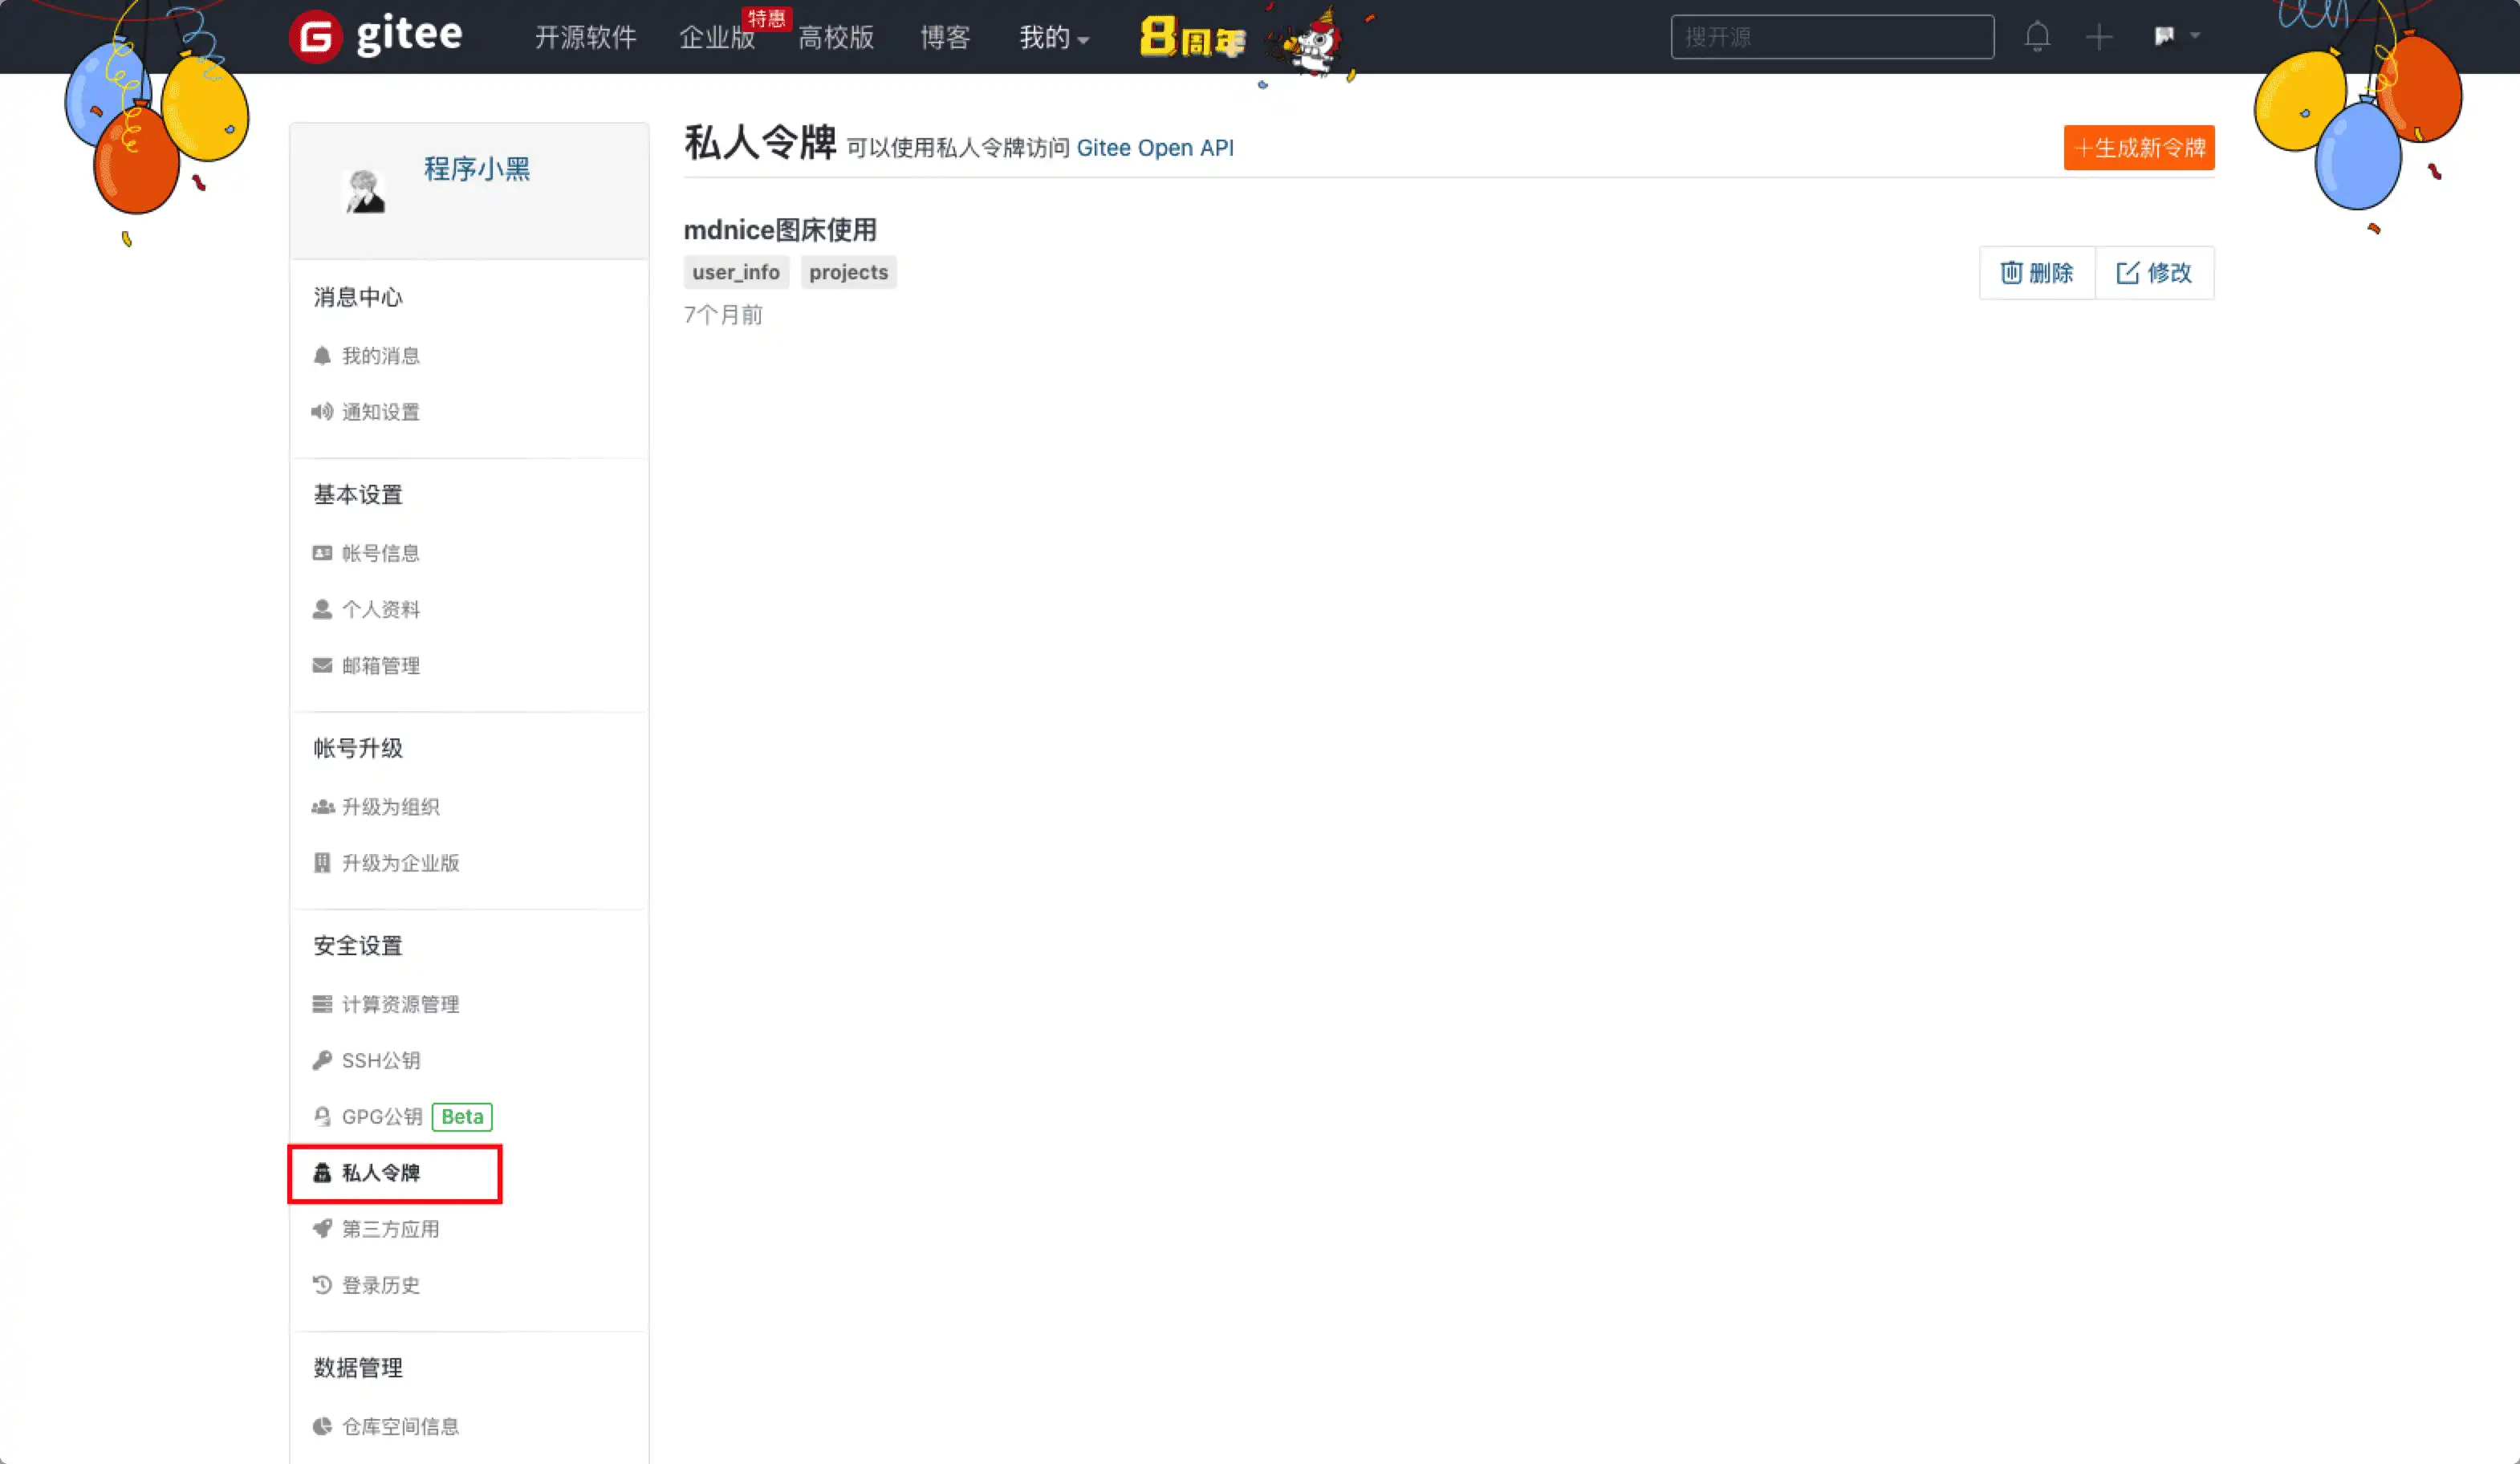 gitee 开源软件 企业版 特惠 高校版 博客 我的 8周年 搜开源
程序小黑
私人令牌 可以使用私人令牌访问 Gitee Open API
+生成新令牌
mdnice图床使用
user_info projects
7个月前
删除 修改
消息中心
我的消息
通知设置
基本设置
帐号信息
个人资料
邮箱管理
帐号升级
升级为组织
升级为企业版
安全设置
计算资源管理
SSH公钥
GPG公钥 Beta
私人令牌
第三方应用
登录历史
数据管理
仓库空间信息